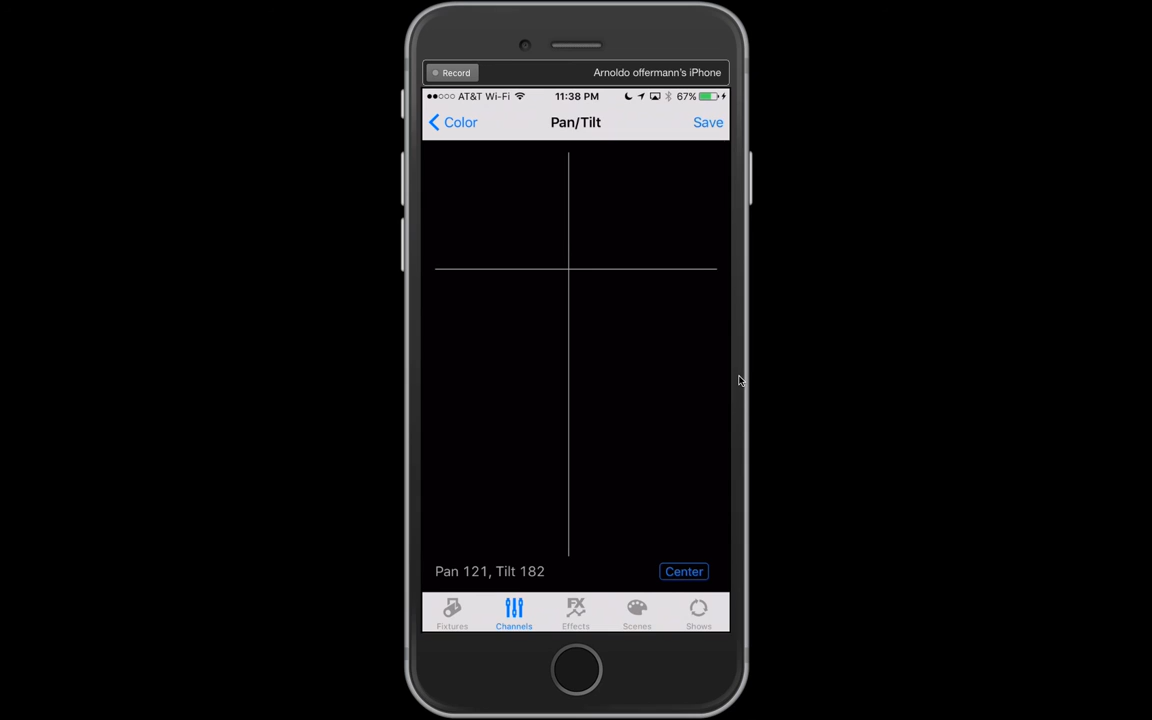 Record
Arnoldo offermann's iPhone
AT&T Wi-Fi 11:38 PM 67%
Color Pan/Tilt Save
Pan 121, Tilt 182 Center
FX
Fixtures Channels Effects Scenes Shows